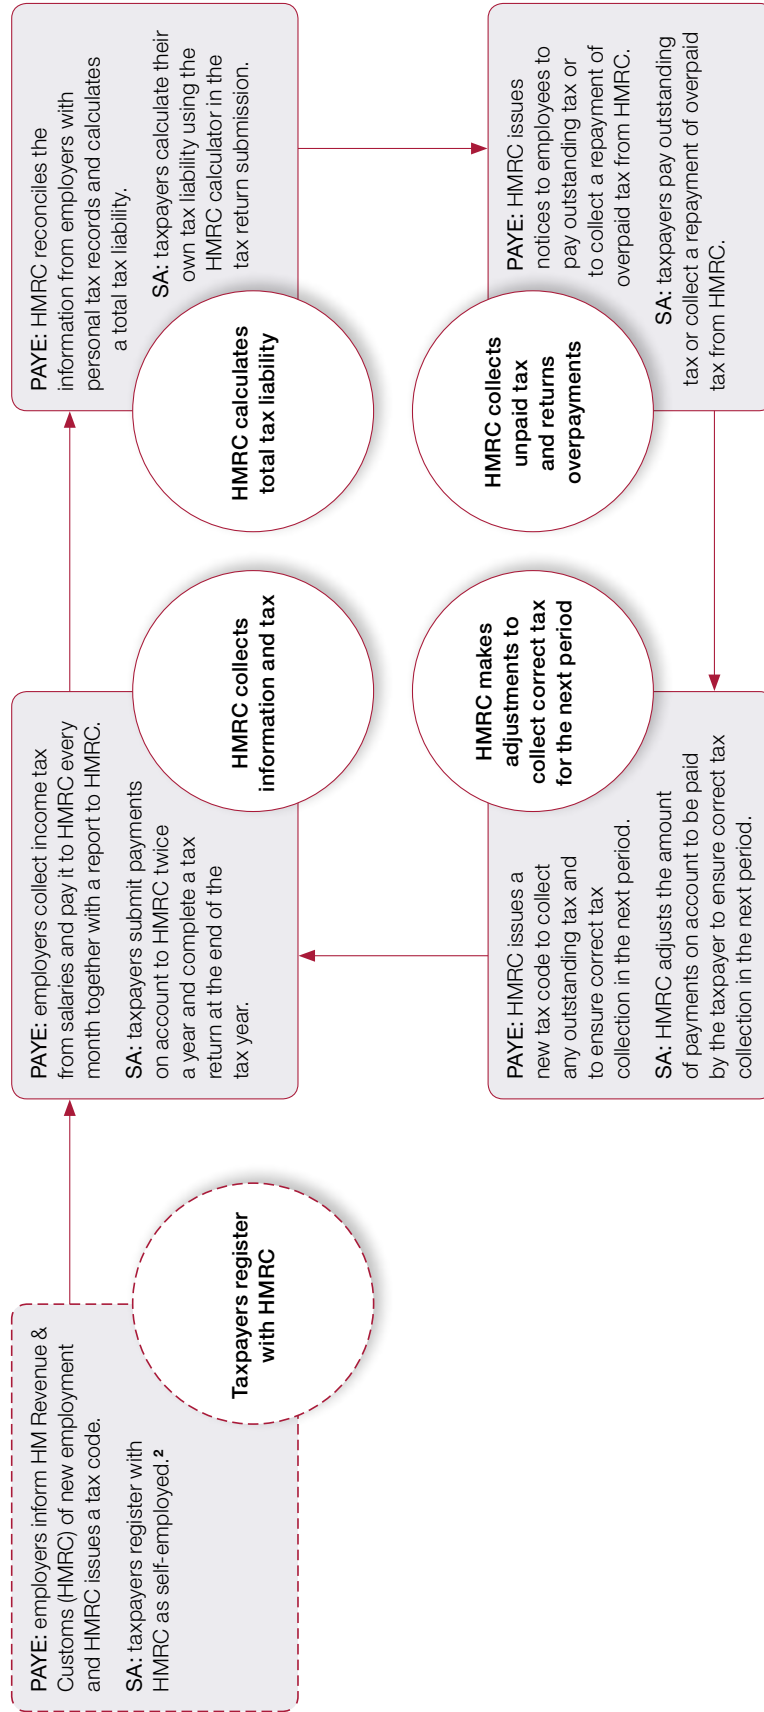 PAYE: employers inform HM Revenue &
Customs (HMRC) of new employment
and HMRC issues a tax code.
SA: taxpayers register with
HMRC as self-employed.²
Taxpayers register
with HMRC
PAYE: employers collect income tax
from salaries and pay it to HMRC every
month together with a report to HMRC.
SA: taxpayers submit payments
on account to HMRC twice
a year and complete a tax
return at the end of the
tax year.
HMRC collects
information and tax
PAYE: HMRC reconciles the
information from employers with
personal tax records and calculates
a total tax liability.
SA: taxpayers calculate their
own tax liability using the
HMRC calculator in the
tax return submission.
HMRC calculates
total tax liability
HMRC collects
unpaid tax
and returns
overpayments
PAYE: HMRC issues
notices to employees to
pay outstanding tax or
to collect a repayment of
overpaid tax from HMRC.
SA: taxpayers pay outstanding
tax or collect a repayment of overpaid
tax from HMRC.
HMRC makes
adjustments to
collect correct tax
for the next period
PAYE: HMRC issues a
new tax code to collect
any outstanding tax and
to ensure correct tax
collection in the next period.
SA: HMRC adjusts the amount
of payments on account to be paid
by the taxpayer to ensure correct tax
collection in the next period.